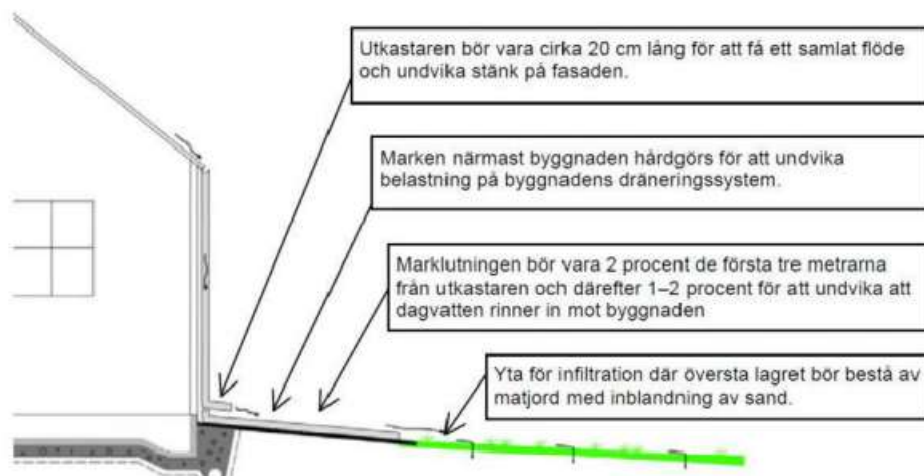 Utkastaren bör vara cirka 20 cm lång för att få ett samlat flöde
och undvika stänk på fasaden.
Marken närmast byggnaden hårdgörs för att undvika
belastning på byggnadens dräneringssystem.
Marklutningen bör vara 2 procent de första tre metrarna
från utkastaren och därefter 1–2 procent för att undvika att
dagvatten rinner in mot byggnaden
Yta för infiltration där översta lagret bör bestå av
matjord med inblandning av sand.